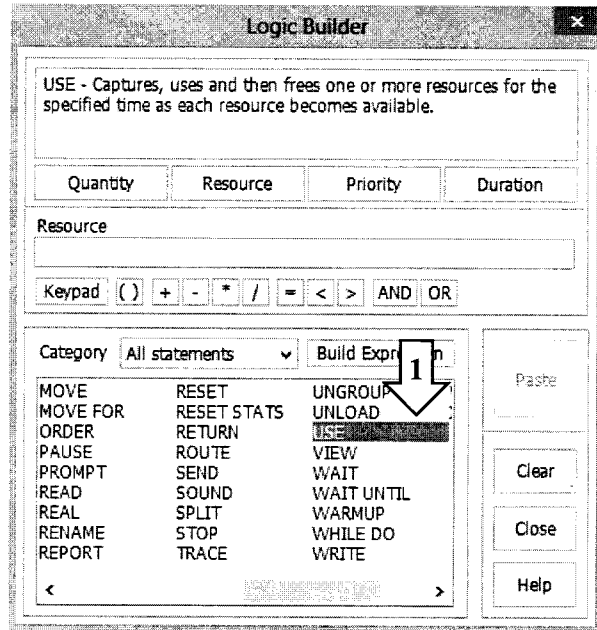 Logic Builder
USE - Captures, uses and then frees one or more resources for the
specified time as each resource becomes available.
Quantity Resource Priority Duration
Resource
Keypad ( ) + - * / = < > AND OR
Category All statements Build Expression
1
Paste
MOVE RESET UNGROUP
MOVE FOR RESET STATS UNLOAD
ORDER RETURN USE
PAUSE ROUTE VIEW
PROMPT SEND WAIT
READ SOUND WAIT UNTIL
REAL SPLIT WARMUP
RENAME STOP WHILE DO
REPORT TRACE WRITE
Clear
Close
Help